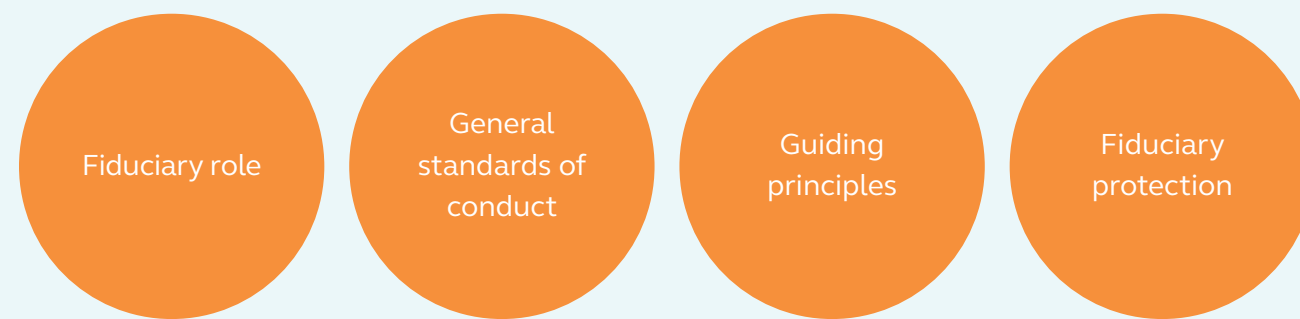 Fiduciary role
General
standards of
conduct
Guiding
principles
Fiduciary
protection